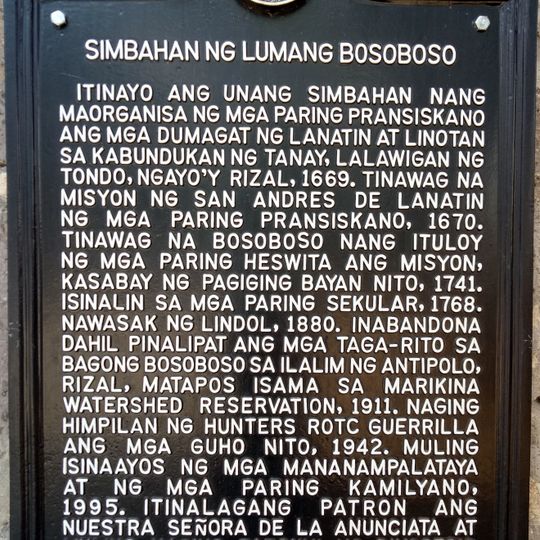 SIMBAHAN NG LUMANG BOSOBOSO
ITINAYO ANG UNANG SIMBAHAN NANG
MAORGANISA NG MGA PARING PRANSISKANO
ANG MGA DUMAGAT NG LANATIN AT LINOTAN
SA KABUNDUKAN NG TANAY, LALAWIGAN NG
TONDO, NGAYO'Y RIZAL, 1669. TINAWAG NA
MISYON NG SAN ANDRES DE LANATIN
NG MGA PARING PRANSISKANO, 1670.
TINAWAG NA BOSOBOSO NANG ITULOY
NG MGA PARING HESWITA ANG MISYON,
KASABAY NG PAGIGING BAYAN NITO, 1741.
ISINALIN SA MGA PARING SEKULAR, 1768.
NAWASAK NG LINDOL, 1880. INABANDONA
DAHIL PINALIPAT ANG MGA TAGA-RITO SA
BAGONG BOSOBOSO SA ILALIM NG ANTIPOLO,
RIZAL, MATAPOS ISAMA SA MARIKINA
WATERSHED RESERVATION, 1911. NAGING
HIMPILAN NG HUNTERS ROTC GUERRILLA
ANG MGA GUHO NITO, 1942. MULING
ISINAAYOS NG MGA MANANAMPALATAYA
AT NG MGA PARING KAMILYANO,
1995. ITINALAGANG PATRON ANG
NUESTRA SEÑORA DE LA ANUNCIATA AT